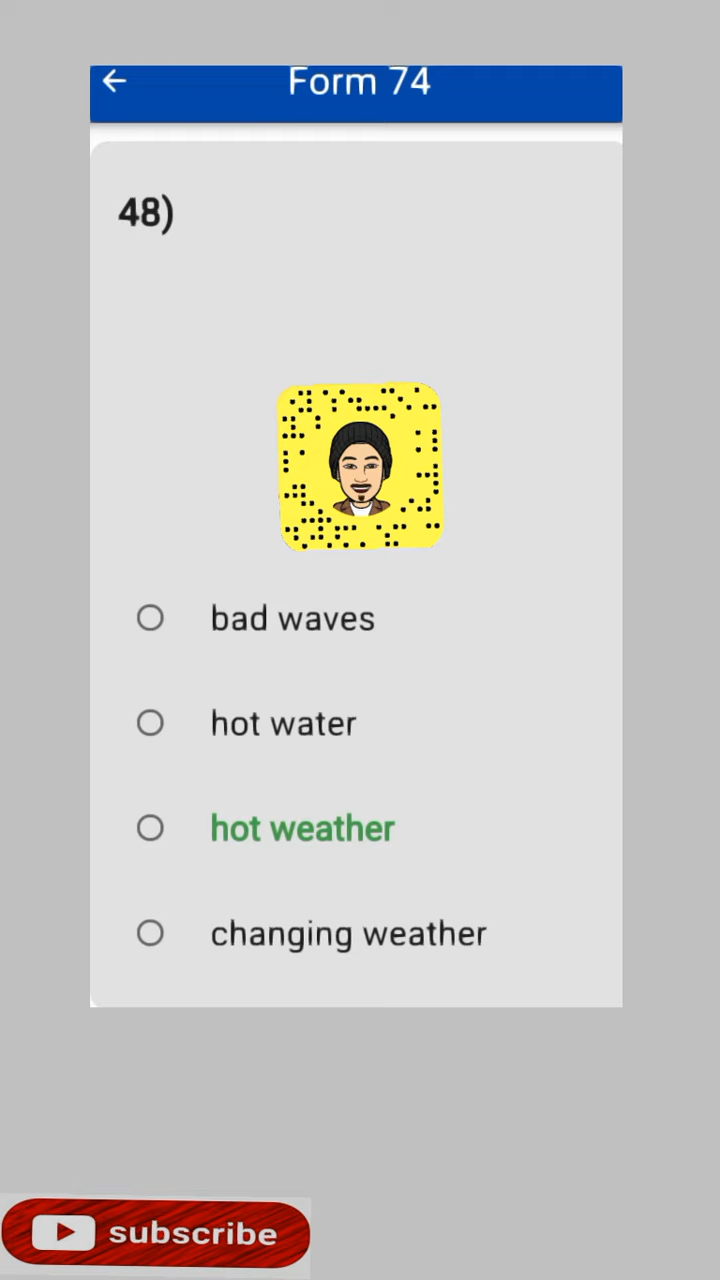 Form 74
48)
bad waves
hot water
hot weather
changing weather
subscribe